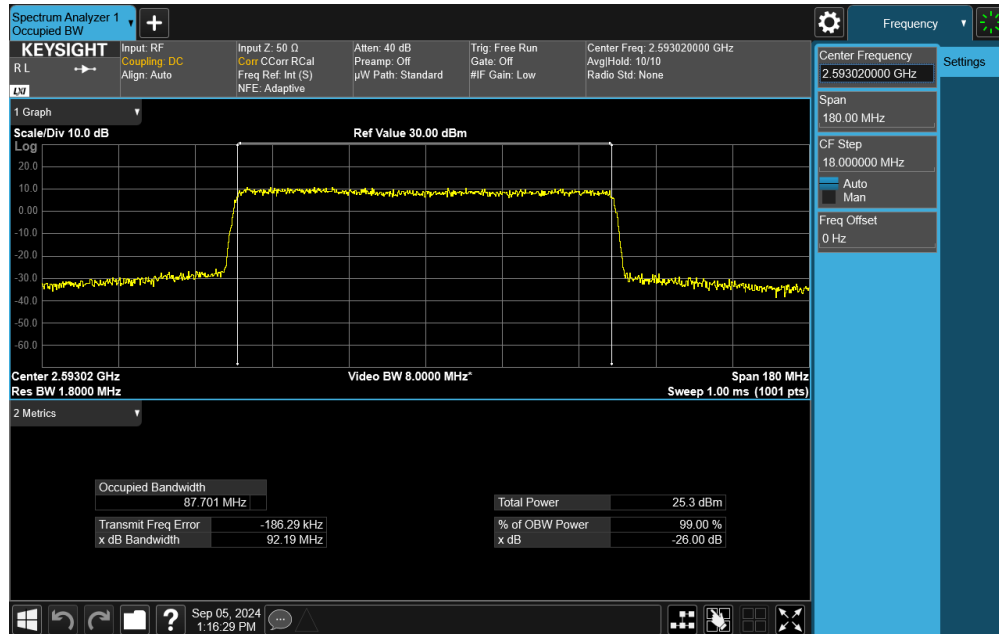 Spectrum Analyzer 1
Occupied BW
Frequency
KEYSIGHT
R L
LXI
Input: RF
Coupling: DC
Align: Auto
Input Z: 50 Ω
Corr CCorr RCal
Freq Ref: Int (S)
NFE: Adaptive
Atten: 40 dB
Preamp: Off
µW Path: Standard
Trig: Free Run
Gate: Off
#IF Gain: Low
Center Freq: 2.593020000 GHz
Avg|Hold: 10/10
Radio Std: None
Center Frequency
2.593020000 GHz
Settings
Span
180.00 MHz
CF Step
18.000000 MHz
Auto
Man
Freq Offset
0 Hz
1 Graph
Scale/Div 10.0 dB
Ref Value 30.00 dBm
Log
20.0
10.0
0.00
-10.0
-20.0
-30.0
-40.0
-50.0
-60.0
Center 2.59302 GHz
Video BW 8.0000 MHz*
Span 180 MHz
Res BW 1.8000 MHz
Sweep 1.00 ms (1001 pts)
2 Metrics
Occupied Bandwidth
87.701 MHz
Total Power 25.3 dBm
Transmit Freq Error -186.29 kHz
% of OBW Power 99.00 %
x dB Bandwidth 92.19 MHz
x dB -26.00 dB
Sep 05, 2024
1:16:29 PM